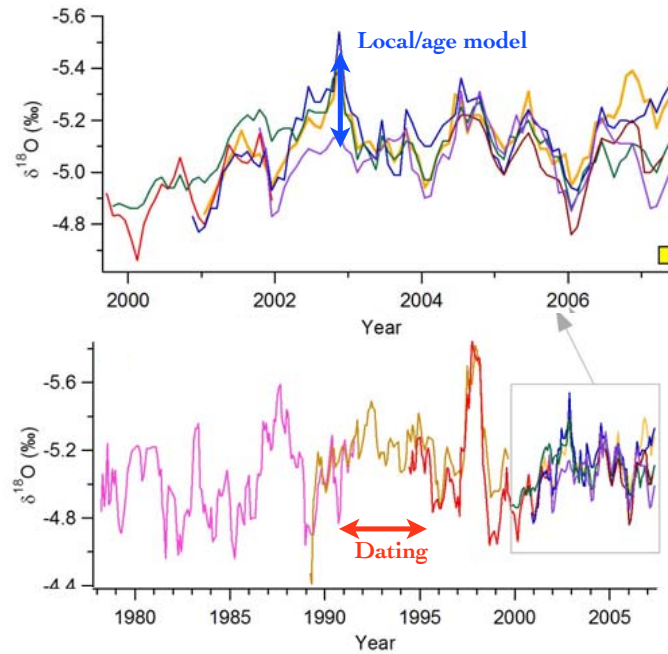 -5.6
Local/age model
-5.4
-5.2
-5.0
-4.8
δ18O (‰)
2000 2002 2004 2006
Year
-5.6
-5.2
-4.8
-4.4
δ18O (‰)
Dating
1980 1985 1990 1995 2000 2005
Year